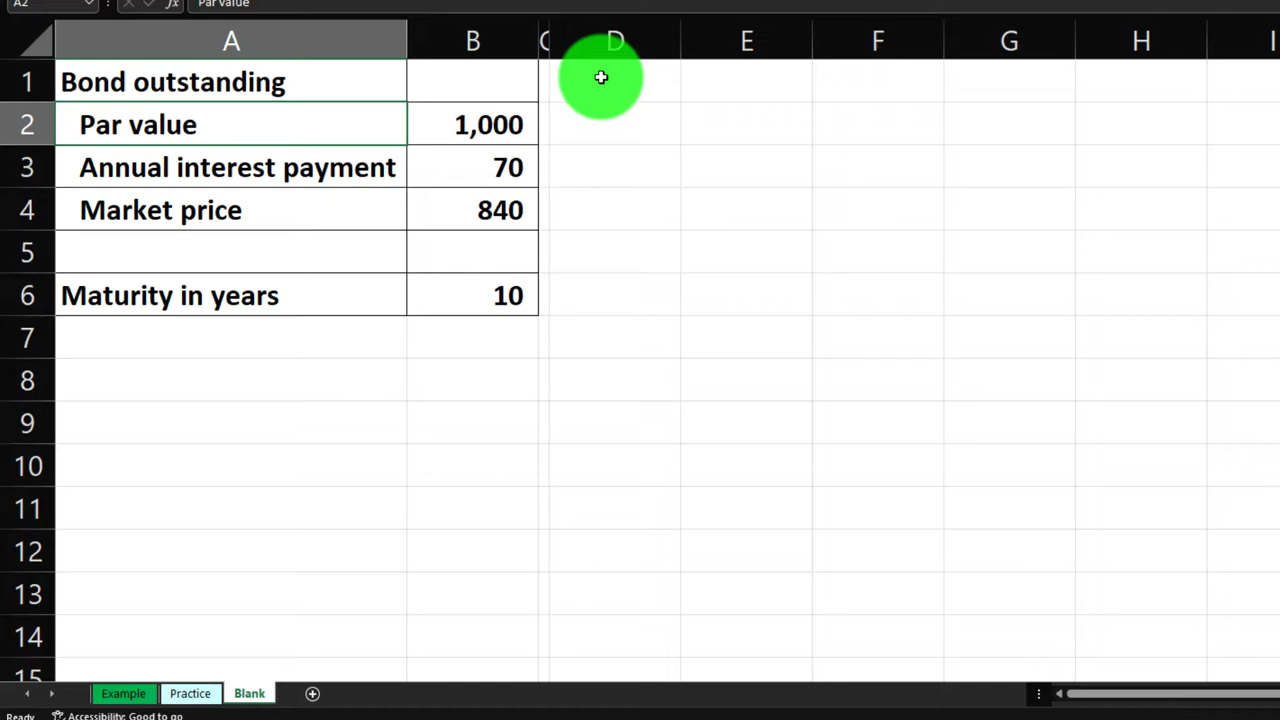 A2 fx Par value
A B C D E F G H I
1 Bond outstanding
2 Par value 1,000
3 Annual interest payment 70
4 Market price 840
5
6 Maturity in years 10
7
8
9
10
11
12
13
14
15
Example Practice Blank
Ready Accessibility: Good to go